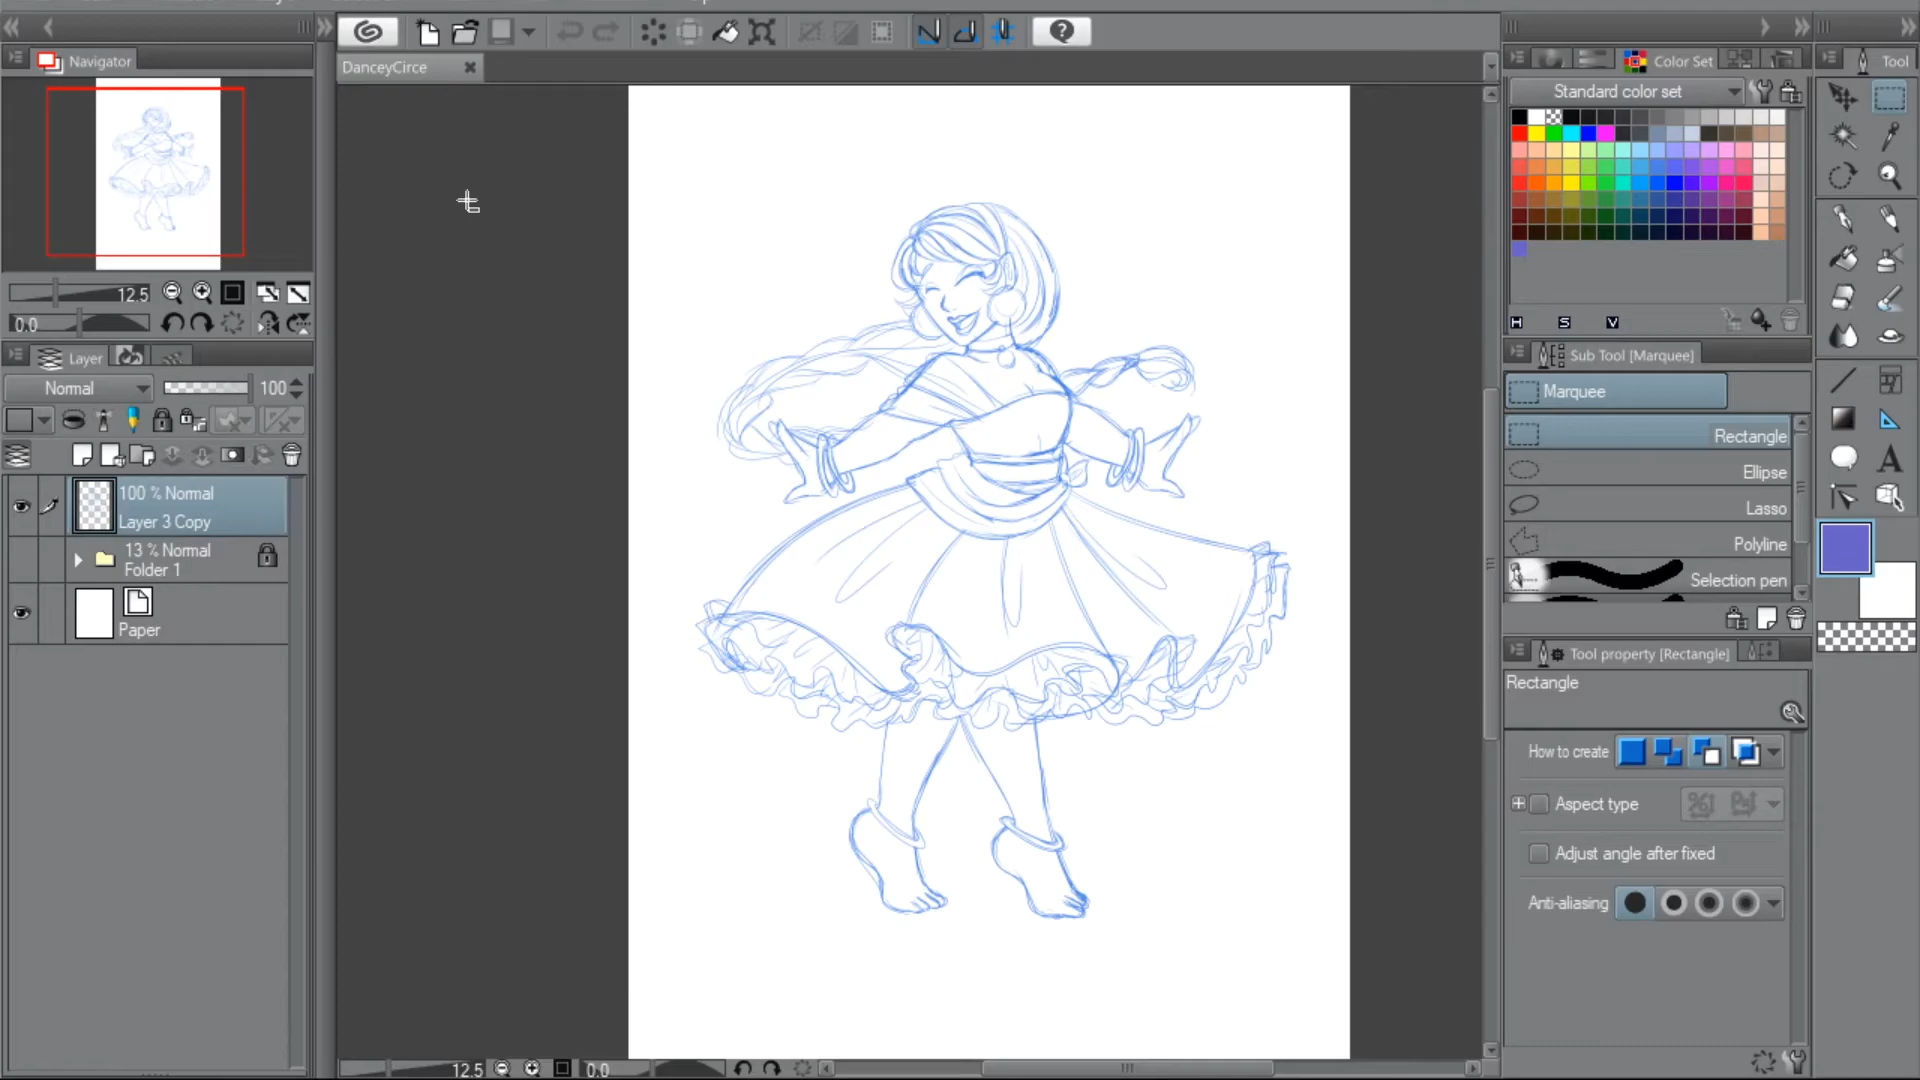 DanceyCirce
Navigator
12.5
0.0
Layer
Normal
100
100 % Normal
Layer 3 Copy
13 % Normal
Folder 1
Paper
12.5
0.0
Color Set
Standard color set
H S V
Sub Tool [Marquee]
Marquee
Rectangle
Ellipse
Lasso
Polyline
Selection pen
Tool property [Rectangle]
Rectangle
How to create
Aspect type
Adjust angle after fixed
Anti-aliasing
Tool
A